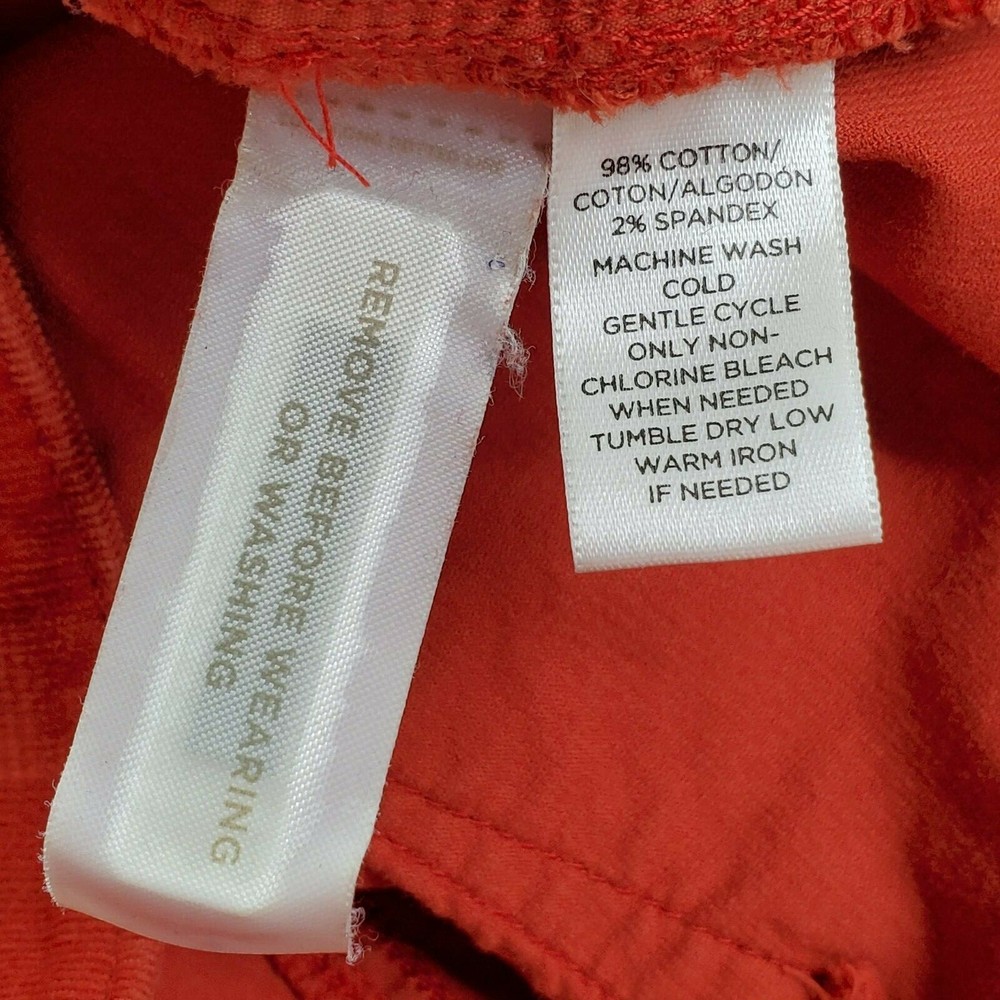 REMOVE BEFORE WEARING
OR WASHING
98% COTTON/
COTON/ALGODÓN
2% SPANDEX
MACHINE WASH
COLD
GENTLE CYCLE
ONLY NON-
CHLORINE BLEACH
WHEN NEEDED
TUMBLE DRY LOW
WARM IRON
IF NEEDED